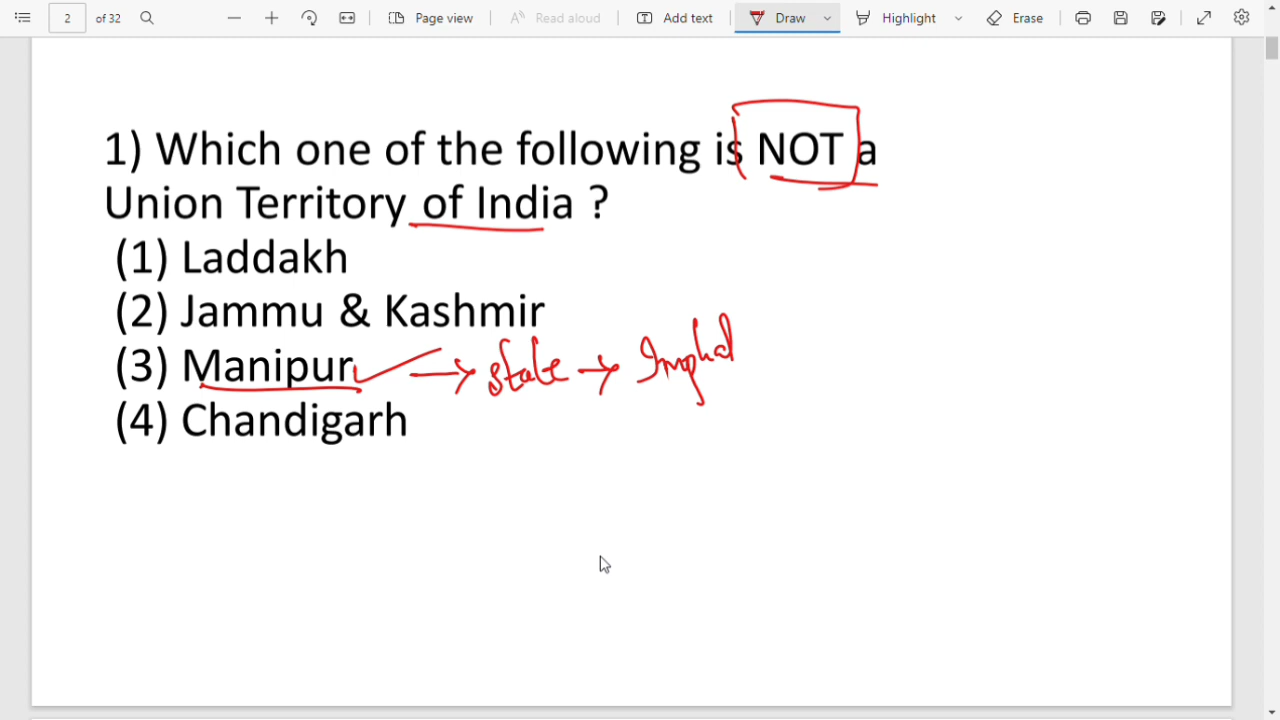 2 of 32 Page view Read aloud Add text Draw Highlight Erase
1) Which one of the following is NOT a
Union Territory of India ?
(1) Laddakh
(2) Jammu & Kashmir
(3) Manipur → state → Imphal
(4) Chandigarh